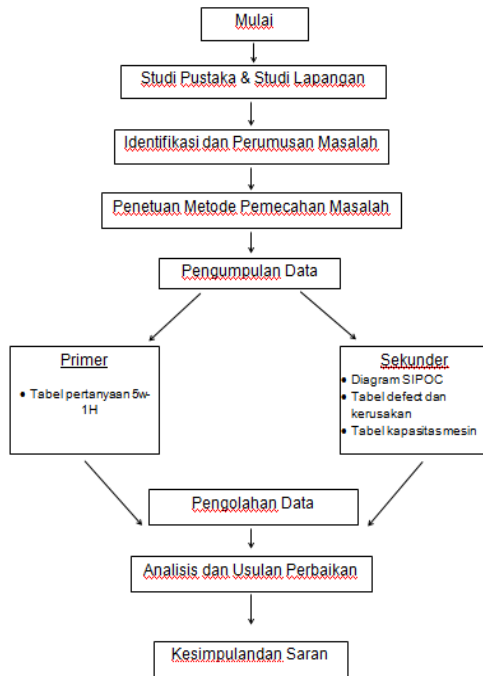 Mulai
Studi Pustaka & Studi Lapangan
Identifikasi dan Perumusan Masalah
Penetuan Metode Pemecahan Masalah
Pengumpulan Data
Primer
• Tabel pertanyaan 5w-
1H
Sekunder
• Diagram SIPOC
• Tabel defect dan
kerusakan
• Tabel kapasitas mesin
Pengolahan Data
Analisis dan Usulan Perbaikan
Kesimpulandan Saran